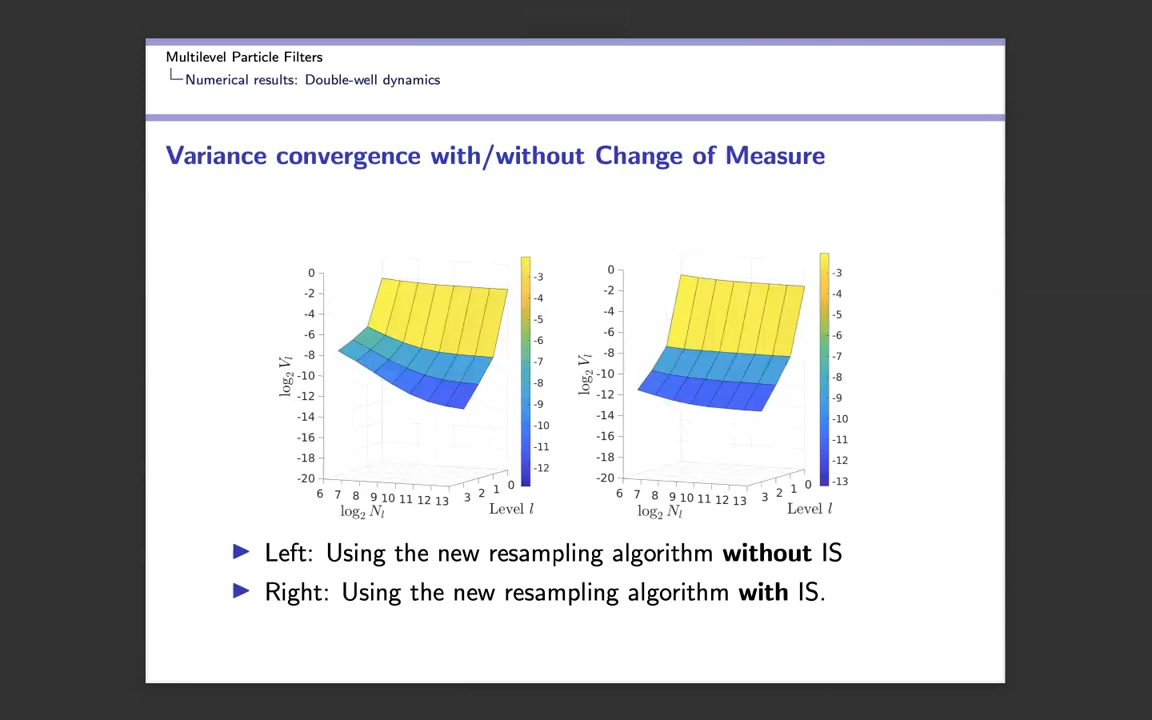 Multilevel Particle Filters
Numerical results: Double-well dynamics
Variance convergence with/without Change of Measure
0
-2
-4
-6
-8
-10
-12
-14
-16
-18
-20
log₂ Vₗ
6 7 8 9 10 11 12 13
log₂ Nₗ
3 2 1 0
Level l
-3
-4
-5
-6
-7
-8
-9
-10
-11
-12
0
-2
-4
-6
-8
-10
-12
-14
-16
-18
-20
log₂ Vₗ
6 7 8 9 10 11 12 13
log₂ Nₗ
3 2 1 0
Level l
-3
-4
-5
-6
-7
-8
-9
-10
-11
-12
-13
Left: Using the new resampling algorithm without IS
Right: Using the new resampling algorithm with IS.